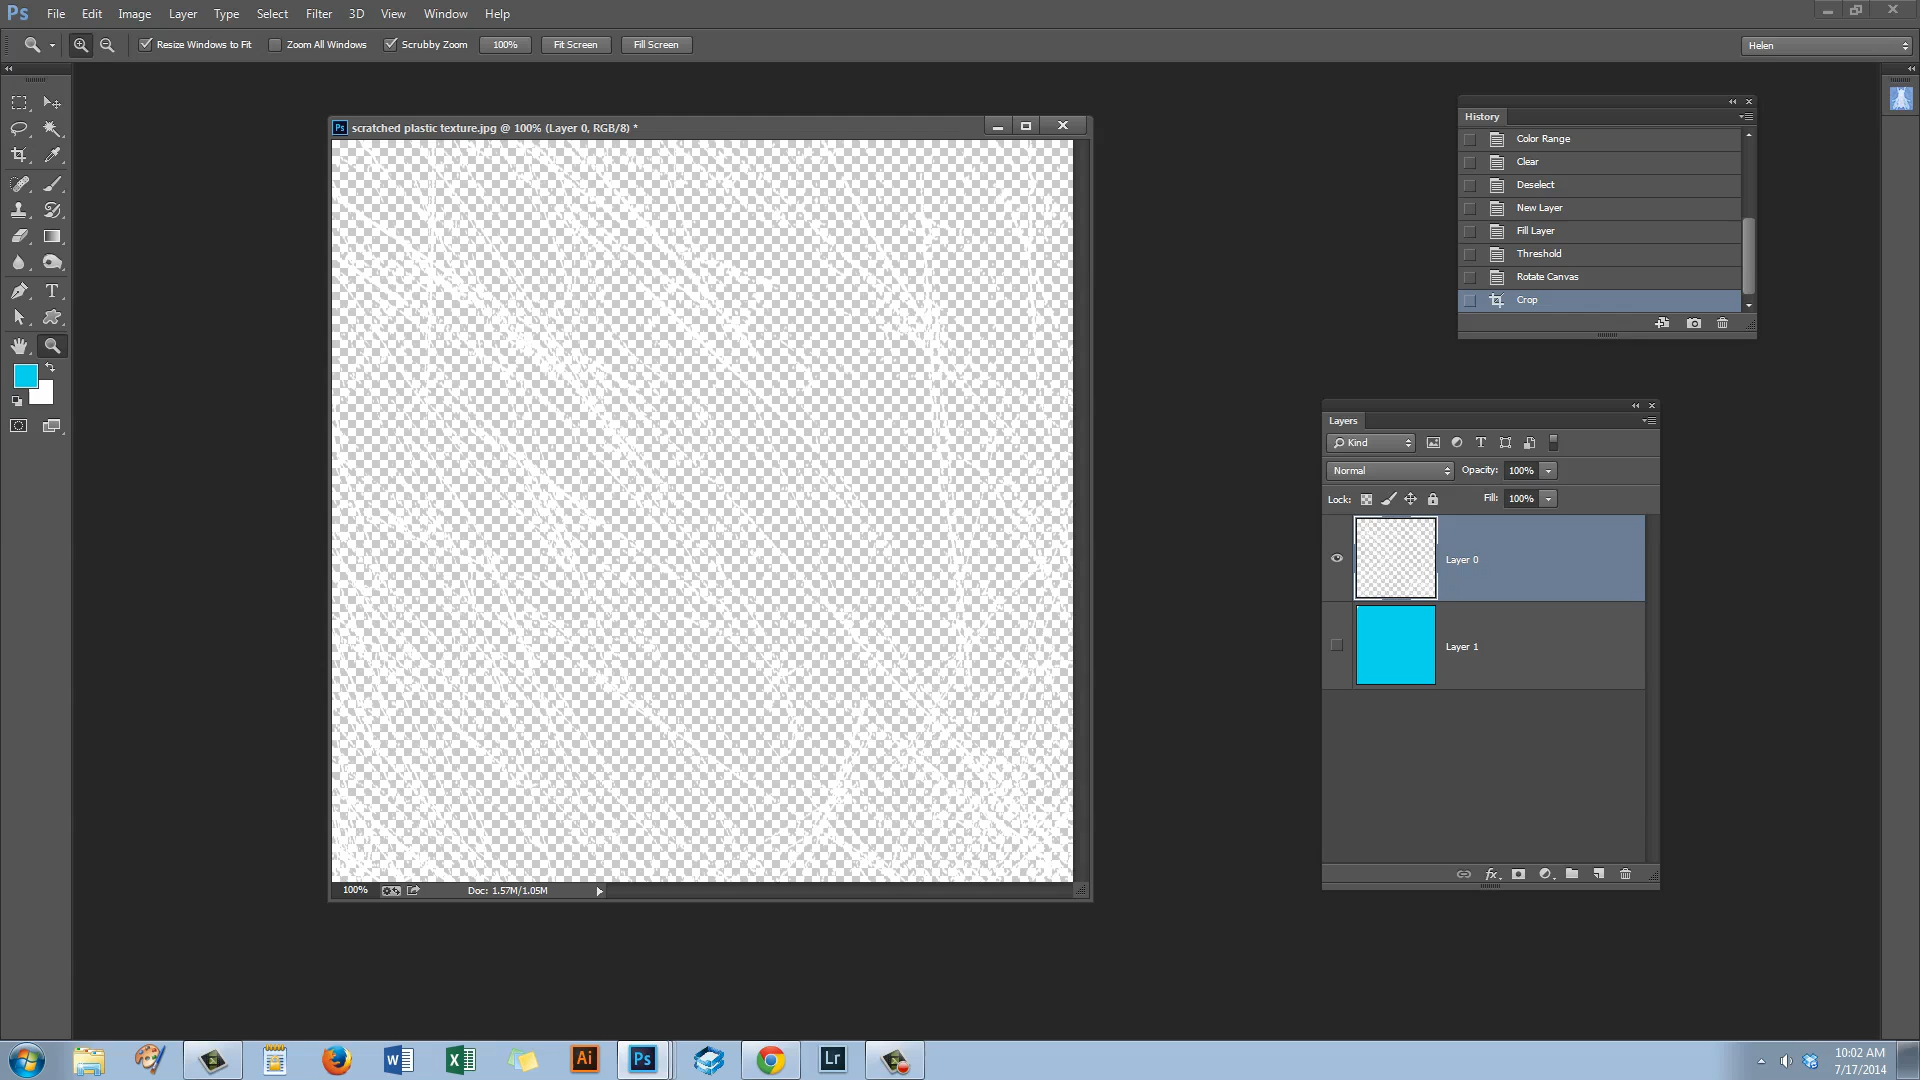 Ps File Edit Image Layer Type Select Filter 3D View Window Help
Resize Windows to Fit Zoom All Windows Scrubby Zoom 100% Fit Screen Fill Screen Helen
Ps scratched plastic texture.jpg @ 100% (Layer 0, RGB/8) *
History
Color Range
Clear
Deselect
New Layer
Fill Layer
Threshold
Rotate Canvas
Crop
Layers
Kind
Normal Opacity: 100%
Lock: Fill: 100%
Layer 0
Layer 1
fx
100% Doc: 1.57M/1.05M
Ai Ps Lr
10:02 AM
7/17/2014